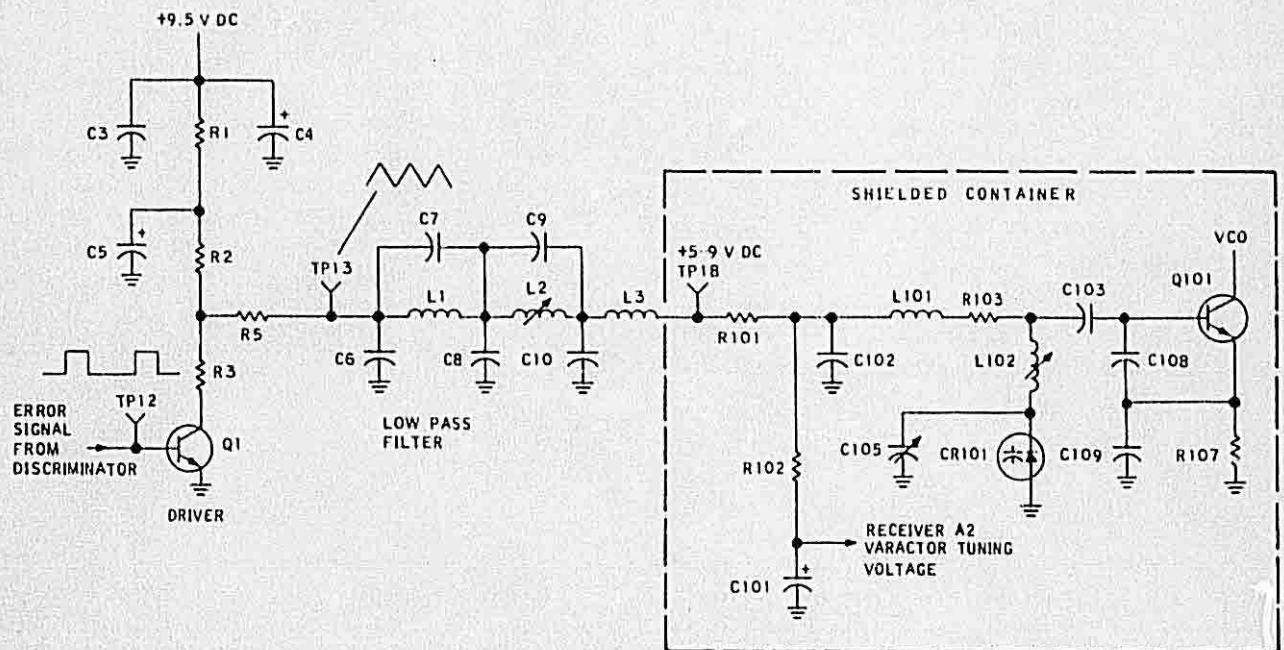 +9.5 V DC
C3
R1
C4
+
C5
+
R2
TP13
C7
C9
L1
L2
L3
R5
C6
C8
C10
LOW PASS
FILTER
R3
TP12
ERROR
SIGNAL
FROM
DISCRIMINATOR
Q1
DRIVER
SHIELDED CONTAINER
+5.9 V DC
TP18
R101
C102
L101
R103
C103
VCO
Q101
L102
C108
C105
CR101
C109
R107
R102
RECEIVER A2
VARACTOR TUNING
VOLTAGE
C101
+